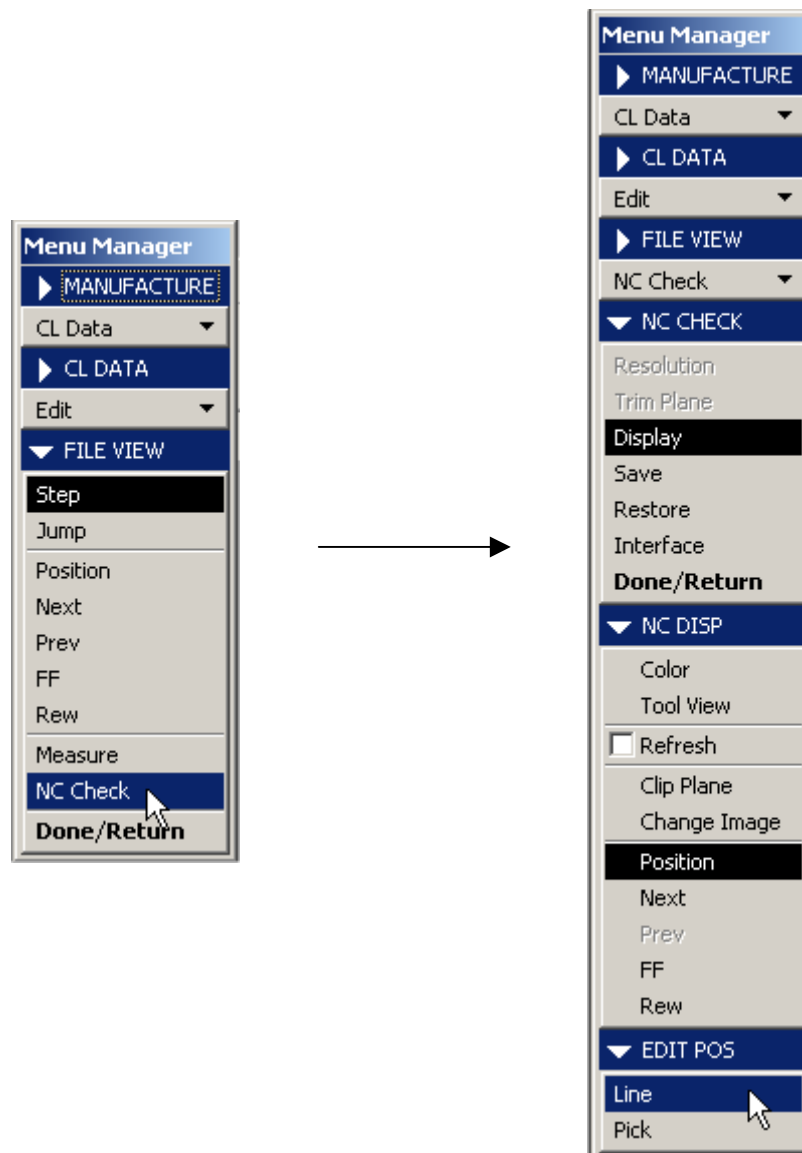 Menu Manager
MANUFACTURE
CL Data
CL DATA
Edit
FILE VIEW
Step
Jump
Position
Next
Prev
FF
Rew
Measure
NC Check
Done/Return
Menu Manager
MANUFACTURE
CL Data
CL DATA
Edit
FILE VIEW
NC Check
NC CHECK
Resolution
Trim Plane
Display
Save
Restore
Interface
Done/Return
NC DISP
Color
Tool View
Refresh
Clip Plane
Change Image
Position
Next
Prev
FF
Rew
EDIT POS
Line
Pick